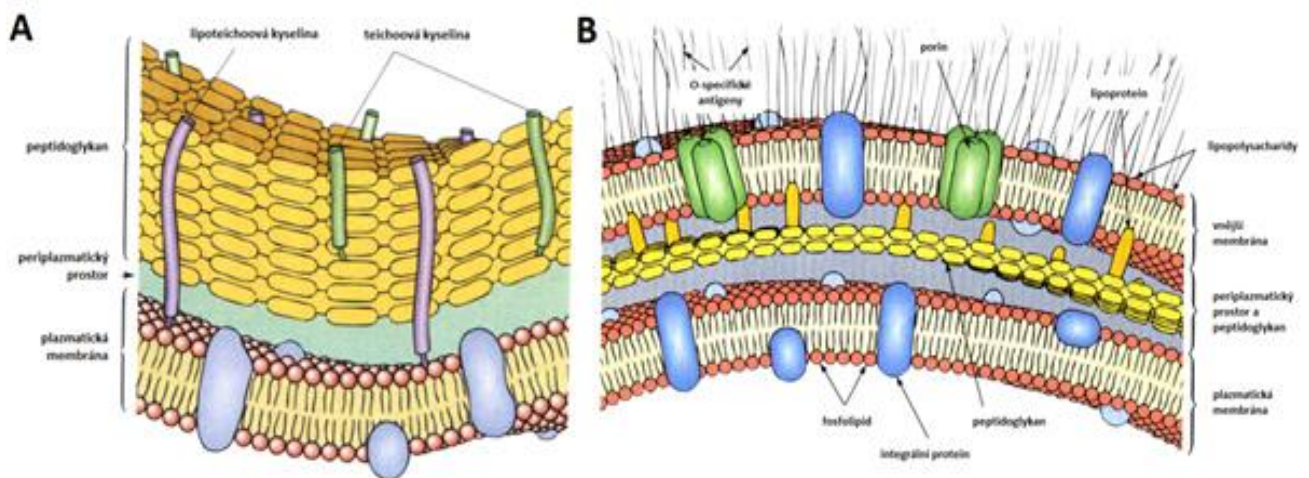 A
lipoteichoová kyselina
teichoová kyselina
peptidoglykan
periplazmatický
prostor
plazmatická
membrána
B
O-specifické
antigeny
porin
lipoprotein
lipopolysacharidy
vnější
membrána
periplazmatický
prostor a
peptidoglykan
plazmatická
membrána
fosfolipid
peptidoglykan
integrální protein